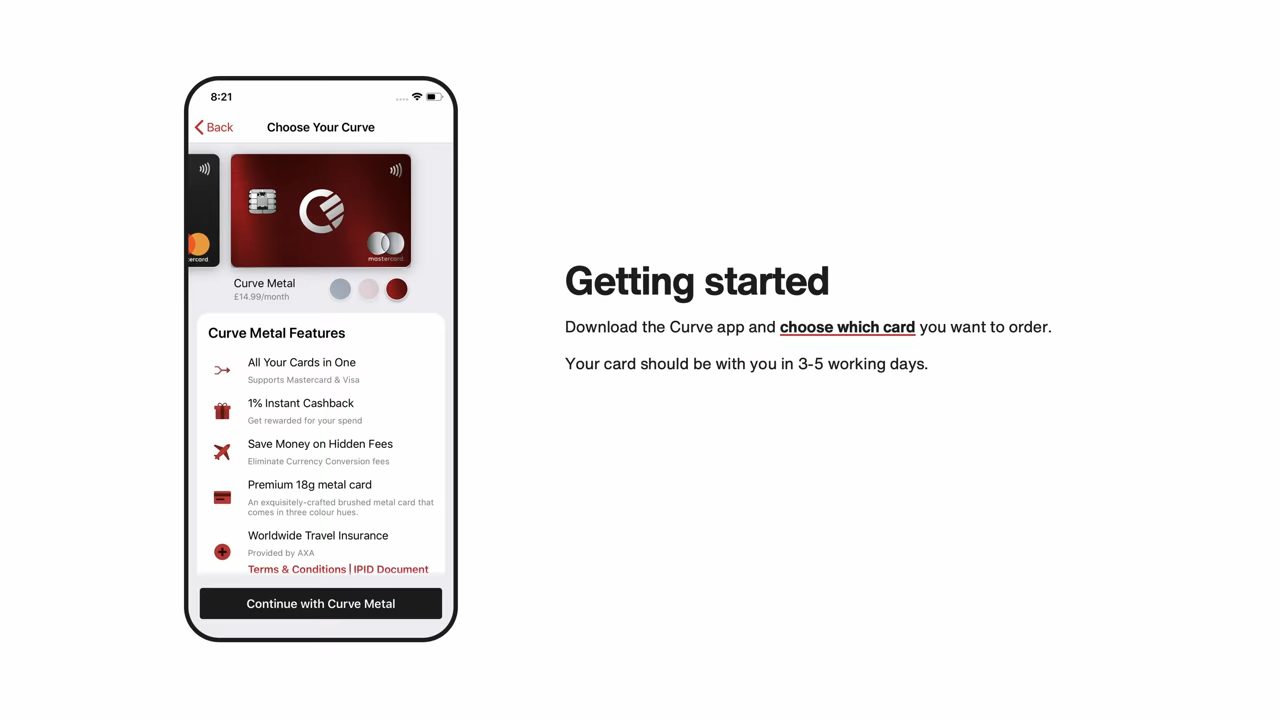 8:21
Back
Choose Your Curve
ercard
mastercard
Curve Metal
£14.99/month
Curve Metal Features
All Your Cards in One
Supports Mastercard & Visa
1% Instant Cashback
Get rewarded for your spend
Save Money on Hidden Fees
Eliminate Currency Conversion fees
Premium 18g metal card
An exquisitely-crafted brushed metal card that
comes in three colour hues.
Worldwide Travel Insurance
Provided by AXA
Terms & Conditions | IPID Document
Continue with Curve Metal
Getting started
Download the Curve app and choose which card you want to order.
Your card should be with you in 3-5 working days.